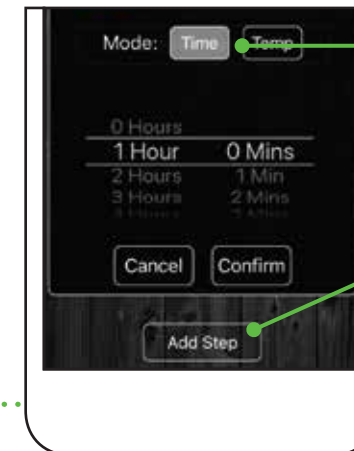 Mode: Time Temp
0 Hours
1 Hour 0 Mins
2 Hours 1 Min
3 Hours 2 Mins
Cancel Confirm
Add Step